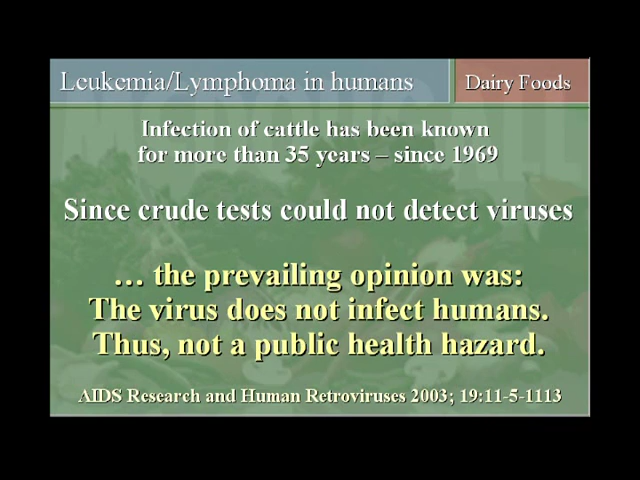 Leukemia/Lymphoma in humans
Dairy Foods
Infection of cattle has been known
for more than 35 years – since 1969
Since crude tests could not detect viruses
… the prevailing opinion was:
The virus does not infect humans.
Thus, not a public health hazard.
AIDS Research and Human Retroviruses 2003; 19:11-5-1113